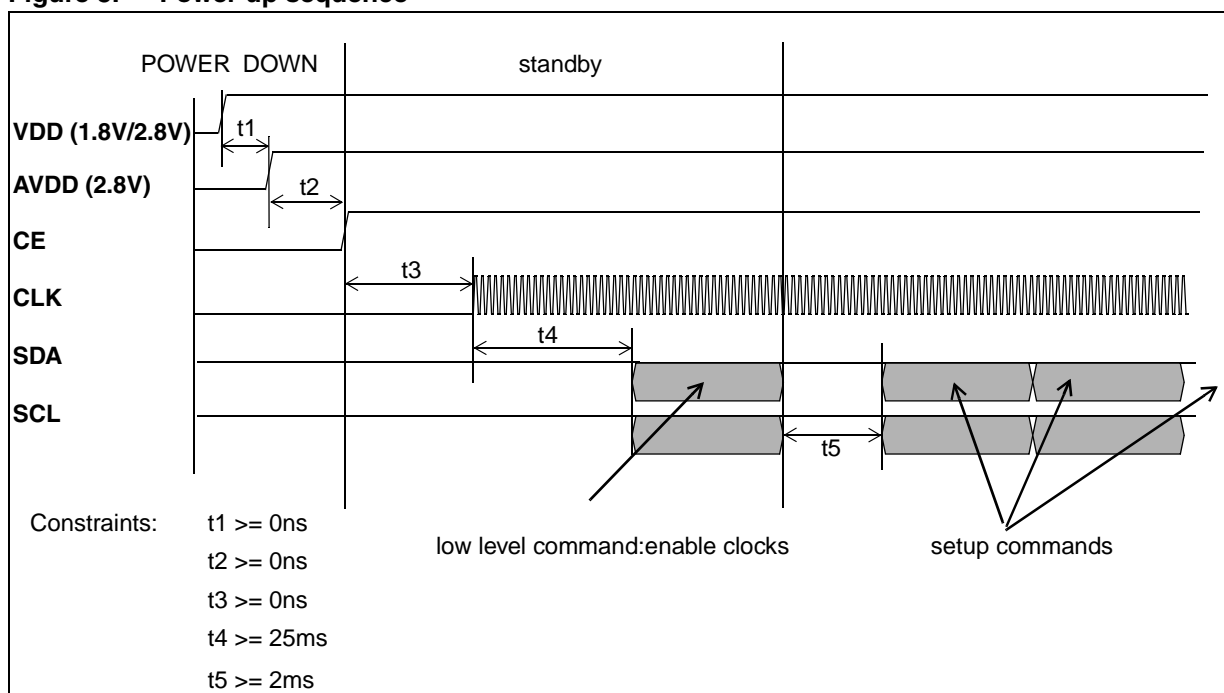 Figure 8. Power up sequence
POWER DOWN
standby
VDD (1.8V/2.8V)
t1
AVDD (2.8V)
t2
CE
t3
CLK
t4
SDA
SCL
t5
Constraints:
t1 >= 0ns
low level command:enable clocks
setup commands
t2 >= 0ns
t3 >= 0ns
t4 >= 25ms
t5 >= 2ms